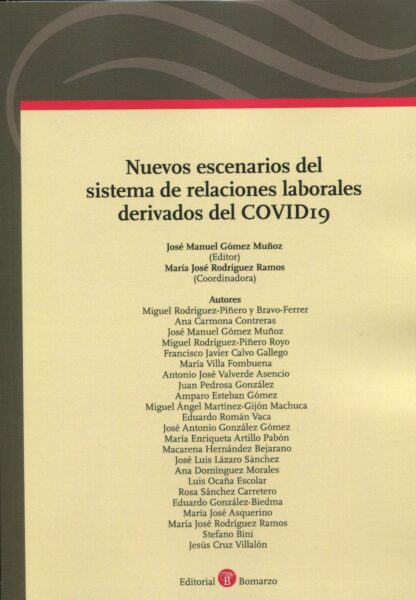 Nuevos escenarios del
sistema de relaciones laborales
derivados del COVID19
José Manuel Gómez Muñoz
(Editor)
María José Rodríguez Ramos
(Coordinadora)
Autores
Miguel Rodríguez-Piñero y Bravo-Ferrer
Ana Carmona Contreras
José Manuel Gómez Muñoz
Miguel Rodríguez-Piñero Royo
Francisco Javier Calvo Gallego
María Villa Fombuena
Antonio José Valverde Asencio
Juan Pedrosa González
Amparo Esteban Gómez
Miguel Ángel Martínez-Gijón Machuca
Eduardo Román Vaca
José Antonio González Gómez
María Enriqueta Artillo Pabón
Macarena Hernández Bejarano
José Luis Lázaro Sánchez
Ana Domínguez Morales
Luis Ocaña Escolar
Rosa Sánchez Carretero
Eduardo González-Biedma
María José Asquerino
María José Rodríguez Ramos
Stefano Bini
Jesús Cruz Villalón
Editorial B Bomarzo